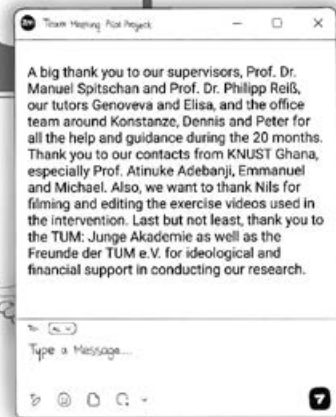 Team Meeting Pilot Project
A big thank you to our supervisors, Prof. Dr.
Manuel Spitschan and Prof. Dr. Philipp Reiß,
our tutors Genoveva and Elisa, and the office
team around Konstanze, Dennis and Peter for
all the help and guidance during the 20 months.
Thank you to our contacts from KNUST Ghana,
especially Prof. Atinuke Adebanji, Emmanuel
and Michael. Also, we want to thank Nils for
filming and editing the exercise videos used in
the intervention. Last but not least, thank you to
the TUM: Junge Akademie as well as the
Freunde der TUM e.V. for ideological and
financial support in conducting our research.
Type a Message...